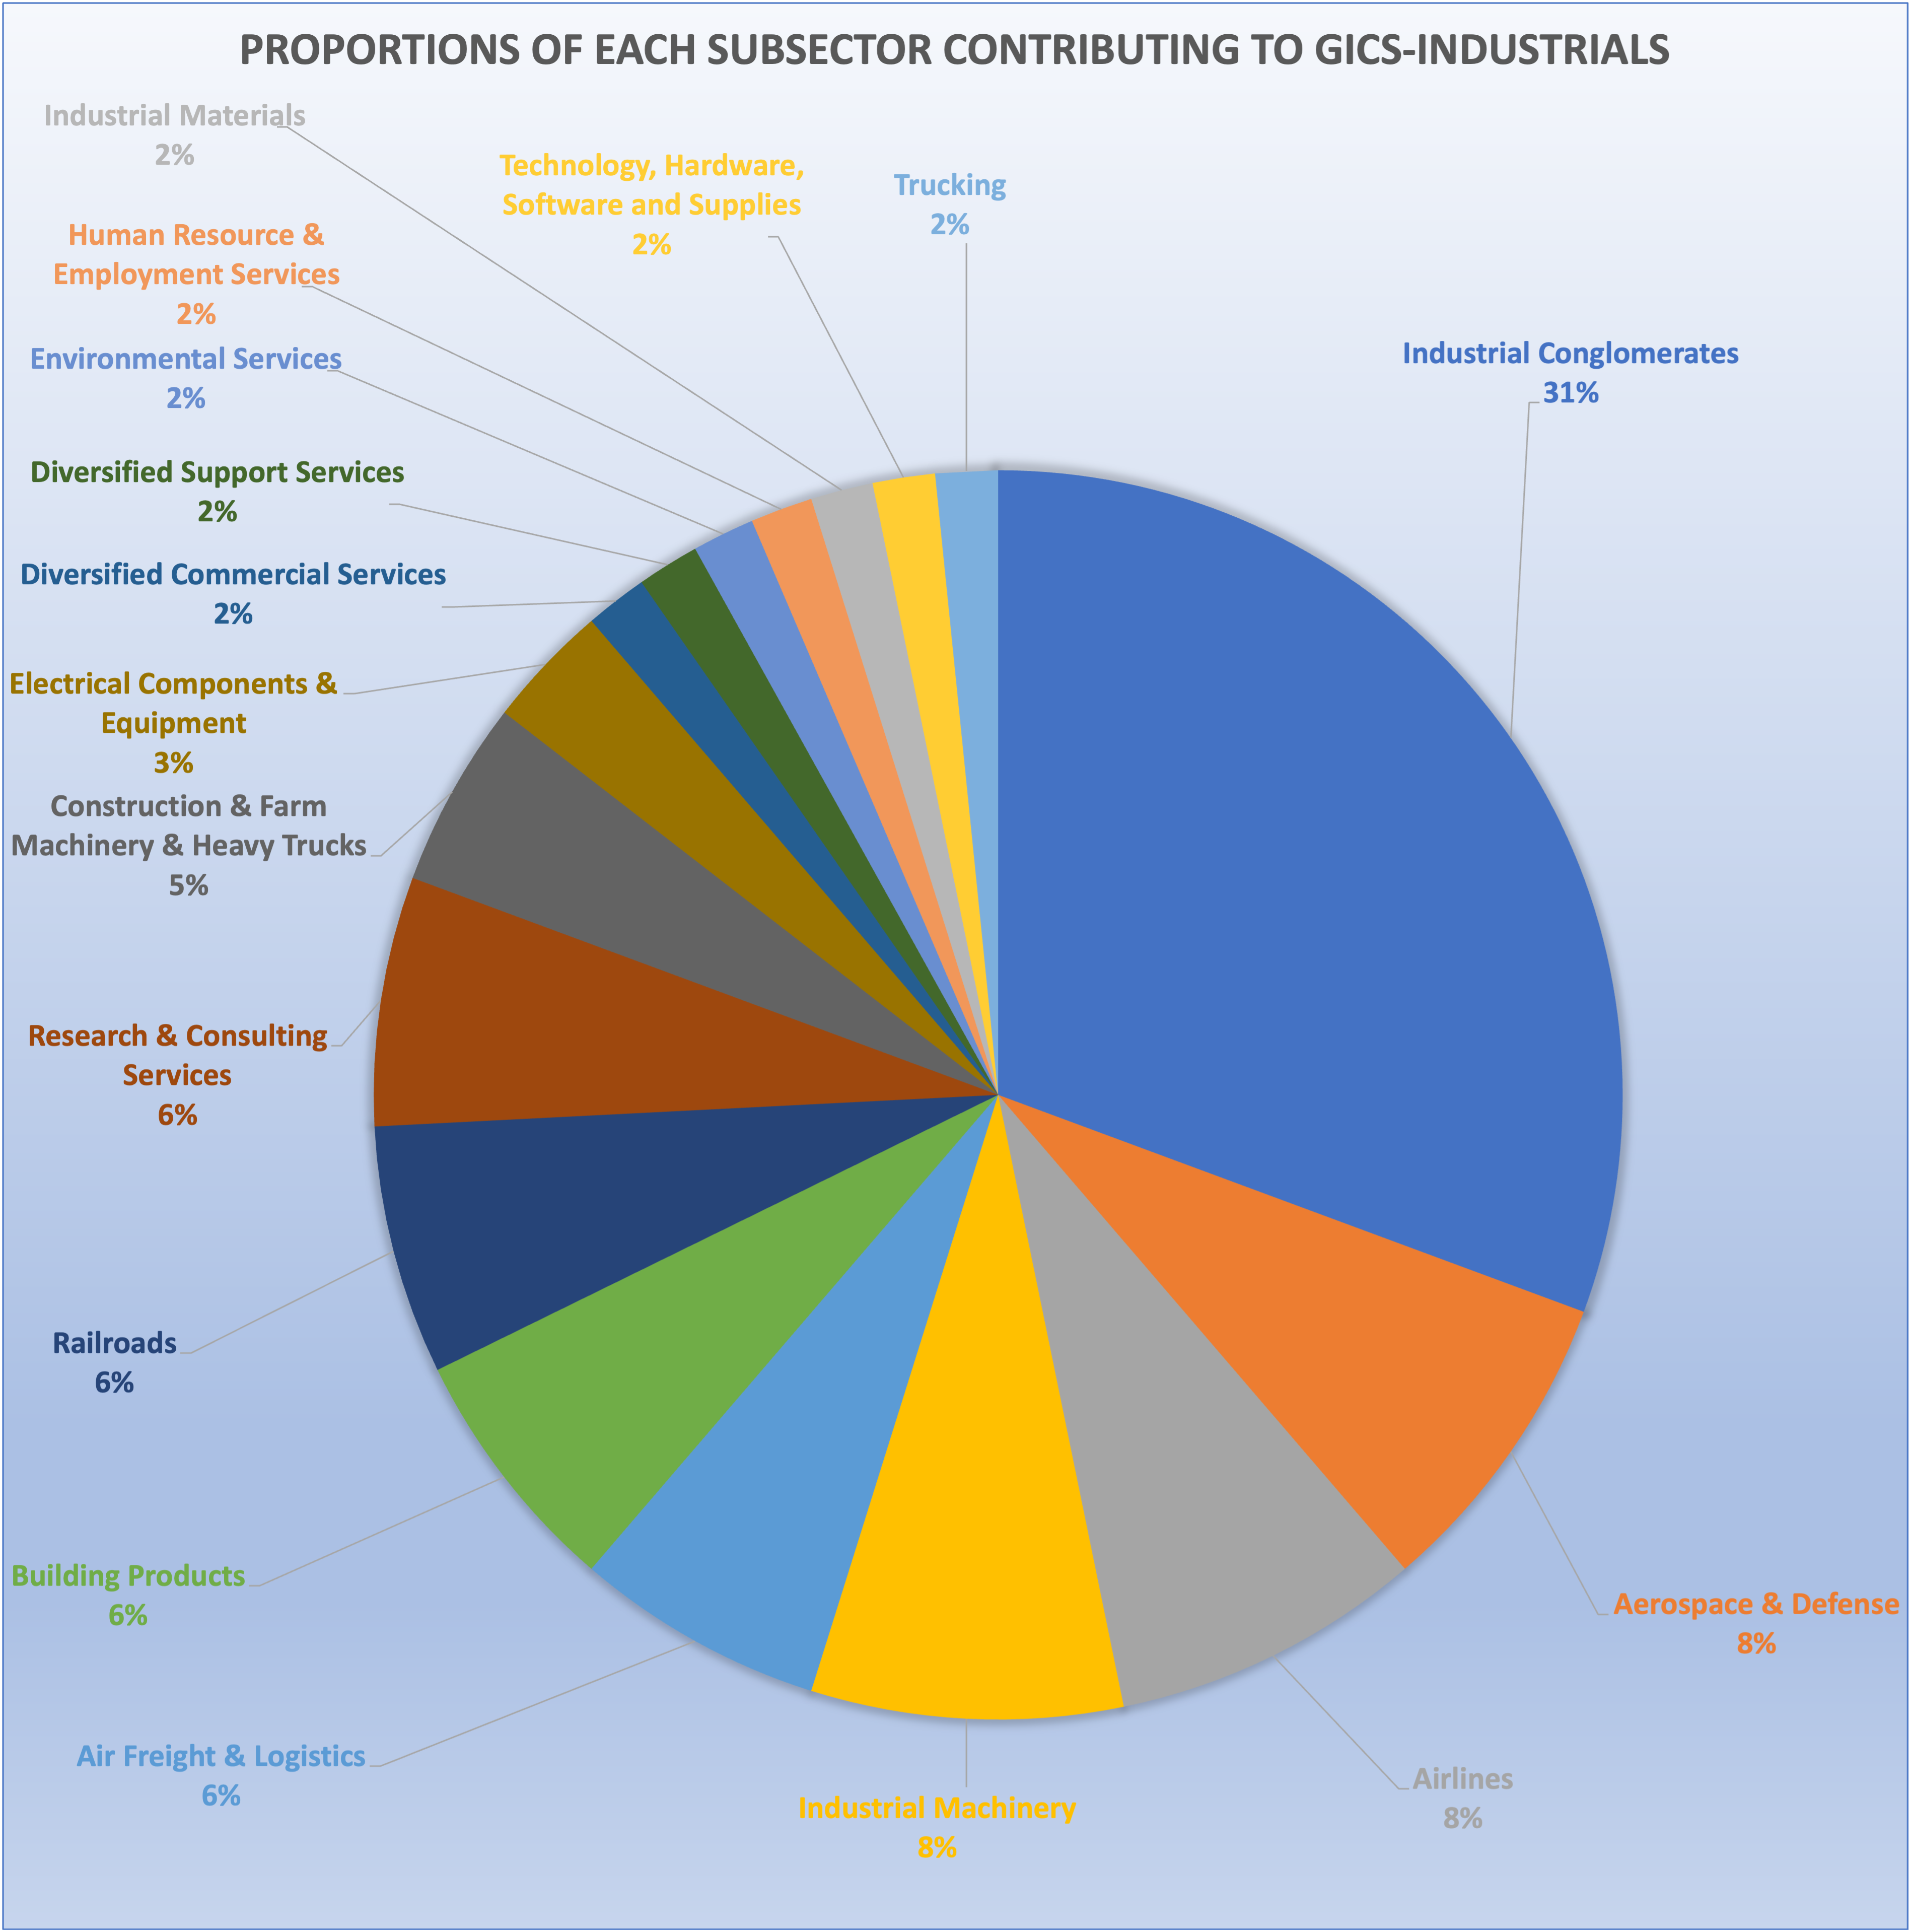 PROPORTIONS OF EACH SUBSECTOR CONTRIBUTING TO GICS-INDUSTRIALS
Industrial Materials
2%
Technology, Hardware,
Software and Supplies
2%
Trucking
2%
Human Resource &
Employment Services
2%
Industrial Conglomerates
31%
Environmental Services
2%
Diversified Support Services
2%
Diversified Commercial Services
2%
Electrical Components &
Equipment
3%
Construction & Farm
Machinery & Heavy Trucks
5%
Research & Consulting
Services
6%
Railroads
6%
Building Products
6%
Aerospace & Defense
8%
Air Freight & Logistics
6%
Airlines
8%
Industrial Machinery
8%